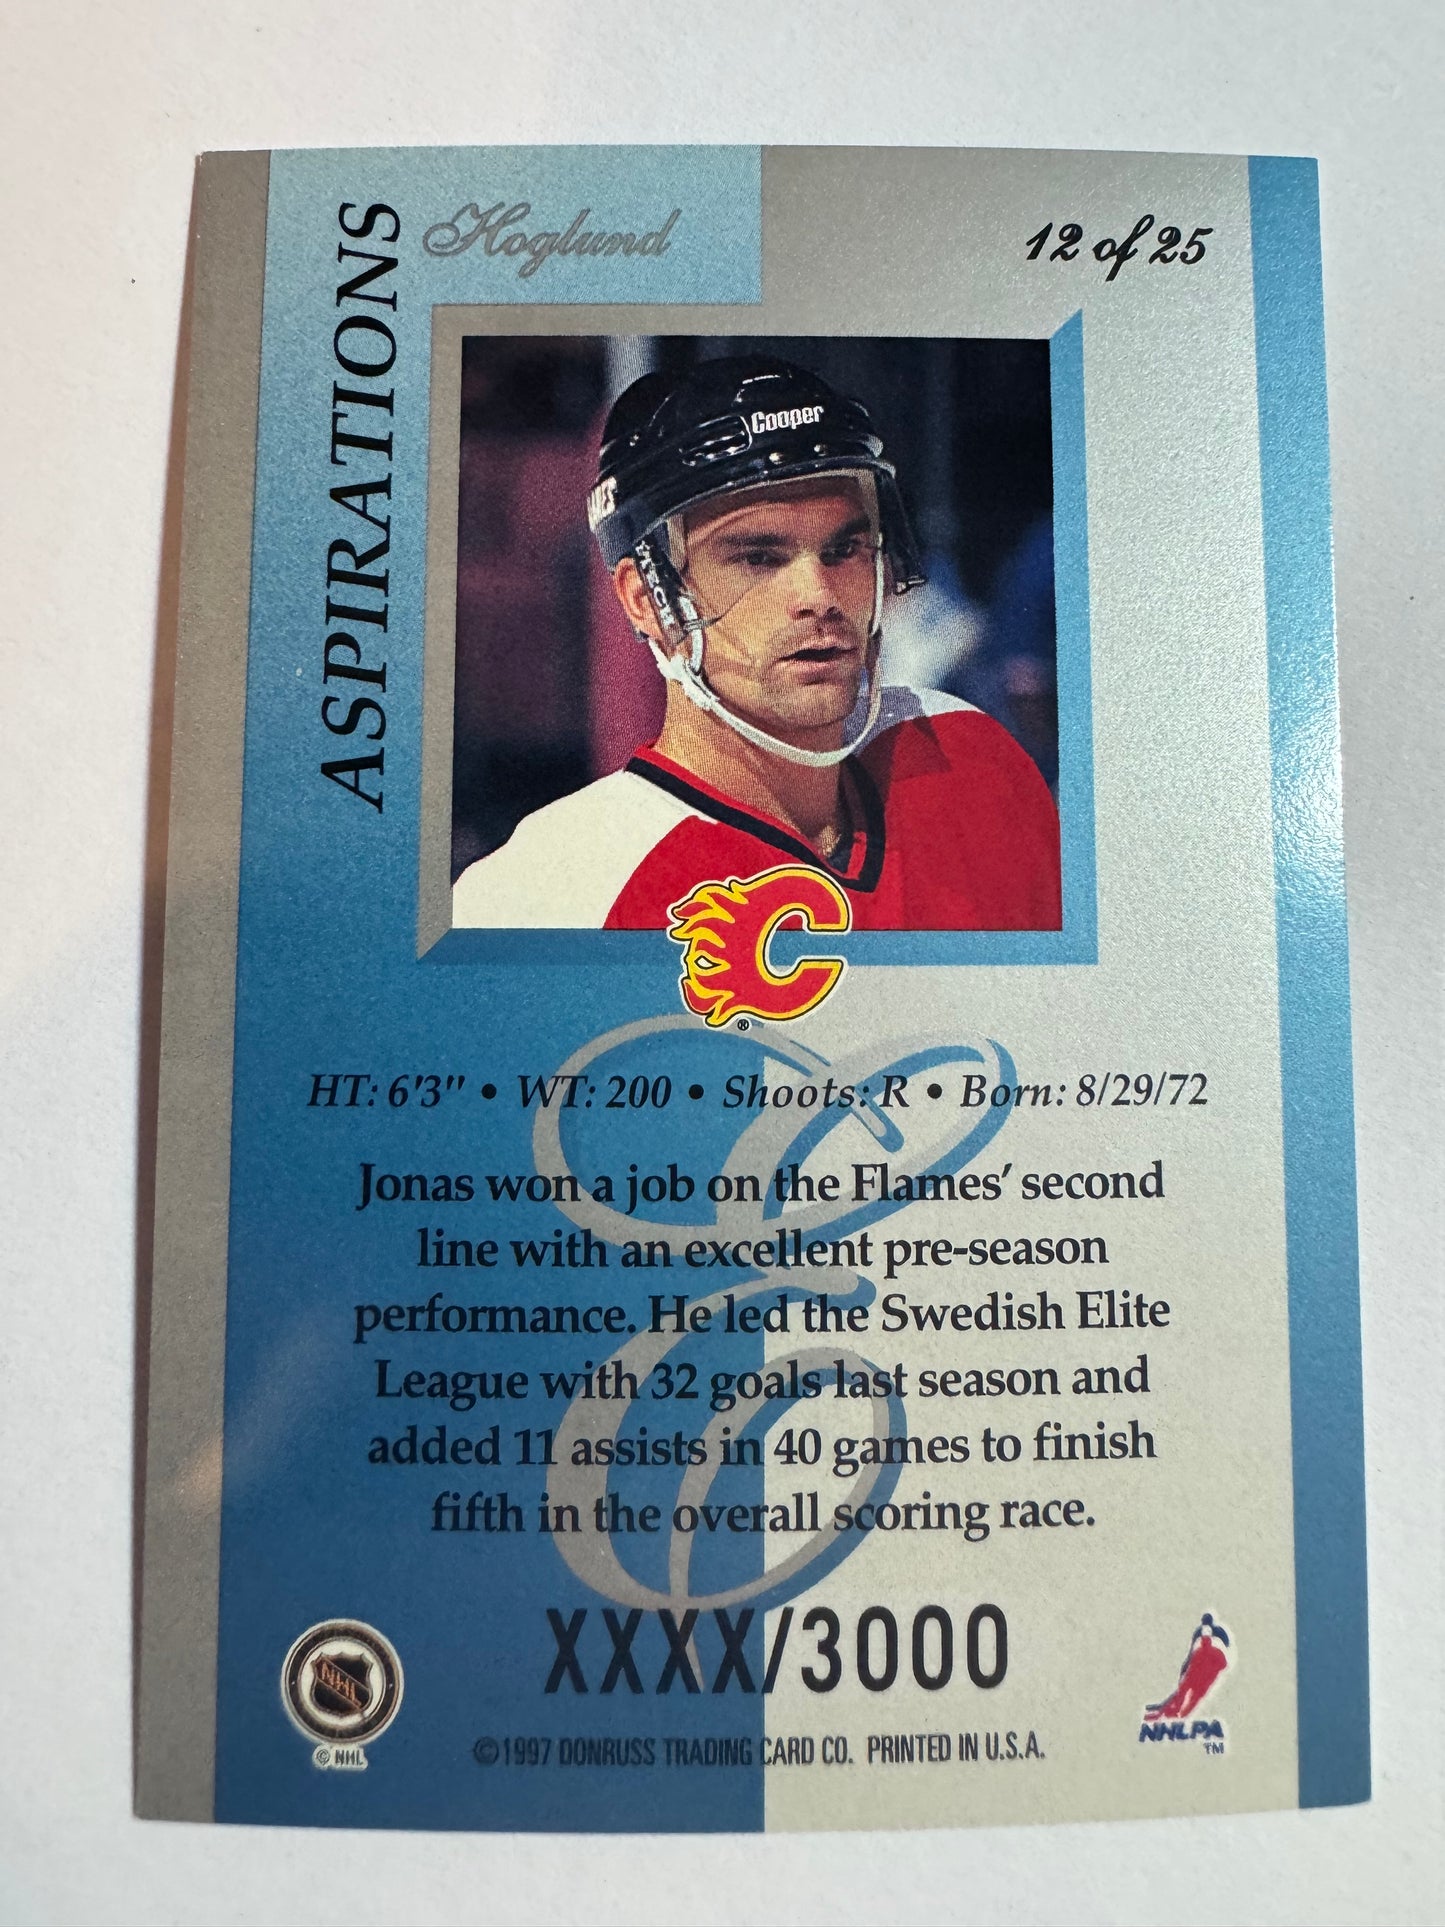 Hoglund
12 of 25
ASPIRATIONS
Cooper
HT: 6'3" • WT: 200 • Shoots: R • Born: 8/29/72
Jonas won a job on the Flames' second
line with an excellent pre-season
performance. He led the Swedish Elite
League with 32 goals last season and
added 11 assists in 40 games to finish
fifth in the overall scoring race.
XXXX/3000
NHL
© NHL
©1997 DONRUSS TRADING CARD CO. PRINTED IN U.S.A.
NHLPA
TM